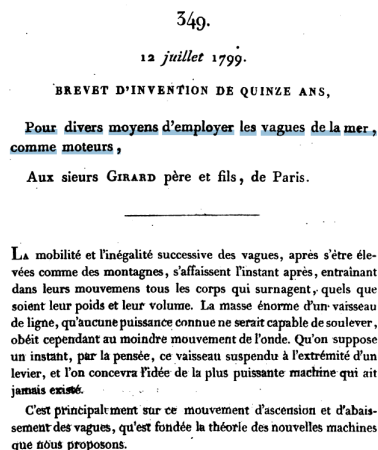 349.
12 juillet 1799.
BREVET D'INVENTION DE QUINZE ANS,
Pour divers moyens d'employer les vagues de la mer,
comme moteurs,
Aux sieurs GIRARD père et fils, de Paris.
LA mobilité et l'inégalité successive des vagues, après s'être éle-
vées comme des montagnes, s'affaissent l'instant après, entraînant
dans leurs mouvemens tous les corps qui surnagent, quels que
soient leur poids et leur volume. La masse énorme d'un vaisseau
de ligne, qu'aucune puissance connue ne serait capable de soulever,
obéit cependant au moindre mouvement de l'onde. Qu'on suppose
un instant, par la pensée, ce vaisseau suspendu à l'extrémité d'un
levier, et l'on concevra l'idée de la plus puissante machine qui ait
jamais existé.
C'est principalement sur ce mouvement d'ascension et d'abais-
sement des vagues, qu'est fondée la théorie des nouvelles machines
que nous proposons.